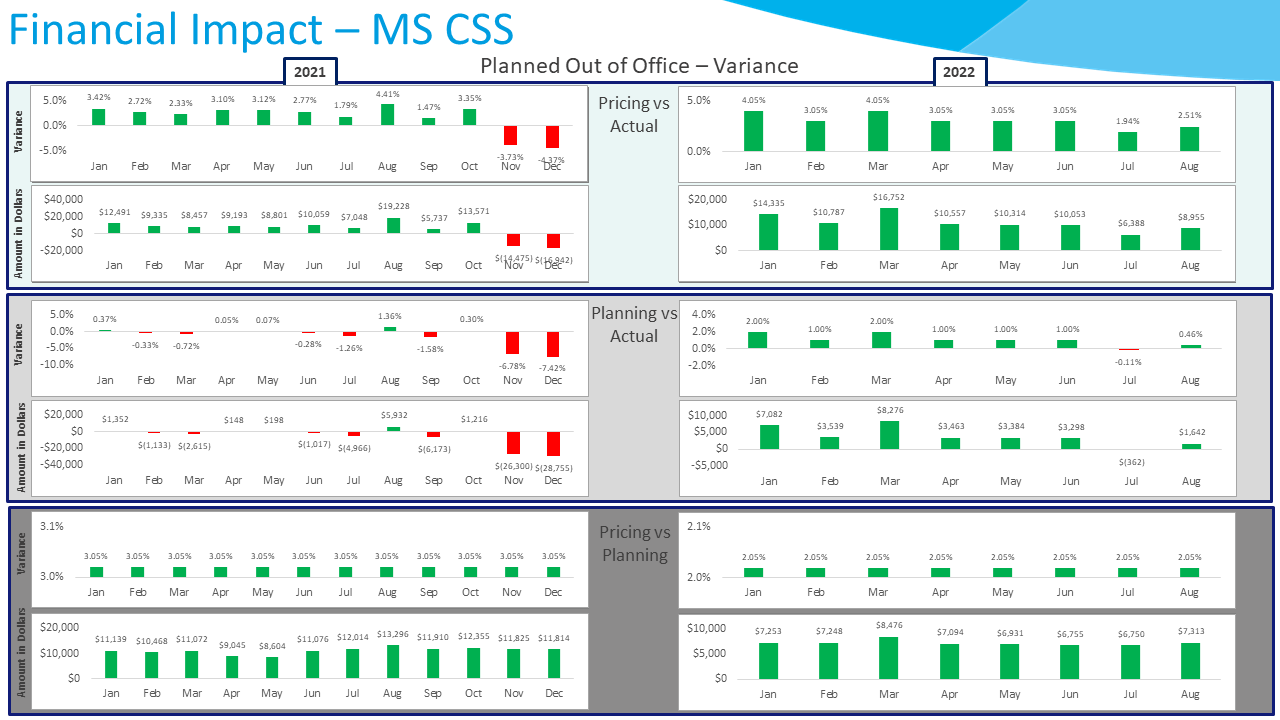 Financial Impact – MS CSS
Planned Out of Office – Variance
2021
2022
Pricing vs
Actual
Variance
5.0%
0.0%
-5.0%
3.42% 2.72% 2.33% 3.10% 3.12% 2.77% 1.79% 4.41% 1.47% 3.35% -3.73% -4.37%
Jan Feb Mar Apr May Jun Jul Aug Sep Oct Nov Dec
5.0%
0.0%
4.05% 3.05% 4.05% 3.05% 3.05% 3.05% 1.94% 2.51%
Jan Feb Mar Apr May Jun Jul Aug
Amount in Dollars
$40,000
$20,000
$0
-$20,000
$12,491 $9,335 $8,457 $9,193 $8,801 $10,059 $7,048 $19,228 $5,737 $13,571 $(14,475) $(16,942)
Jan Feb Mar Apr May Jun Jul Aug Sep Oct Nov Dec
$20,000
$10,000
$0
$14,335 $10,787 $16,752 $10,557 $10,314 $10,053 $6,388 $8,955
Jan Feb Mar Apr May Jun Jul Aug
Planning vs
Actual
Variance
5.0%
0.0%
-5.0%
-10.0%
0.37% -0.33% -0.72% 0.05% 0.07% -0.28% -1.26% 1.36% -1.58% 0.30% -6.78% -7.42%
Jan Feb Mar Apr May Jun Jul Aug Sep Oct Nov Dec
4.0%
2.0%
0.0%
-2.0%
2.00% 1.00% 2.00% 1.00% 1.00% 1.00% -0.11% 0.46%
Jan Feb Mar Apr May Jun Jul Aug
Amount in Dollars
$20,000
$0
-$20,000
-$40,000
$1,352 $(1,133) $(2,615) $148 $198 $(1,017) $(4,966) $5,932 $(6,173) $1,216 $(26,300) $(28,755)
Jan Feb Mar Apr May Jun Jul Aug Sep Oct Nov Dec
$10,000
$5,000
$0
-$5,000
$7,082 $3,539 $8,276 $3,463 $3,384 $3,298 $(362) $1,642
Jan Feb Mar Apr May Jun Jul Aug
Pricing vs
Planning
Variance
3.1%
3.0%
3.05% 3.05% 3.05% 3.05% 3.05% 3.05% 3.05% 3.05% 3.05% 3.05% 3.05% 3.05%
Jan Feb Mar Apr May Jun Jul Aug Sep Oct Nov Dec
2.1%
2.0%
2.05% 2.05% 2.05% 2.05% 2.05% 2.05% 2.05% 2.05%
Jan Feb Mar Apr May Jun Jul Aug
Amount in Dollars
$20,000
$10,000
$0
$11,139 $10,468 $11,072 $9,045 $8,604 $11,076 $12,014 $13,296 $11,910 $12,355 $11,825 $11,814
Jan Feb Mar Apr May Jun Jul Aug Sep Oct Nov Dec
$10,000
$5,000
$0
$7,253 $7,248 $8,476 $7,094 $6,931 $6,755 $6,750 $7,313
Jan Feb Mar Apr May Jun Jul Aug